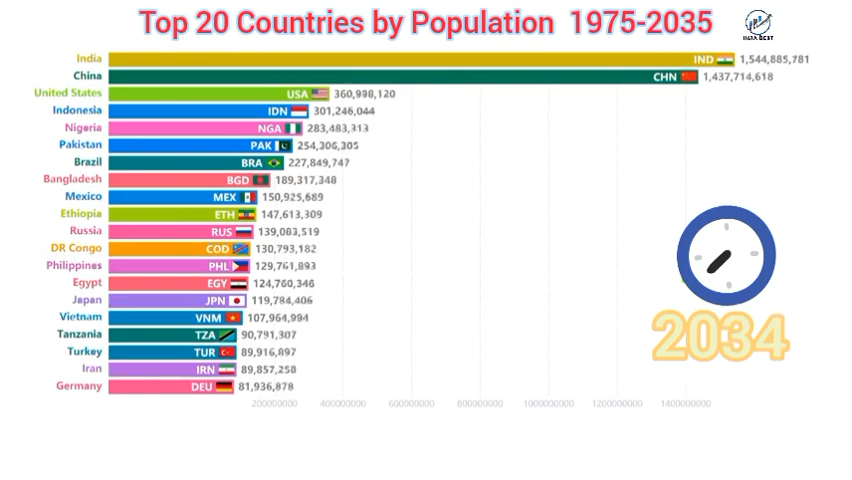 Top 20 Countries by Population 1975-2035
India IND 1,544,885,781
China CHN 1,437,714,618
United States USA 360,998,120
Indonesia IDN 301,246,044
Nigeria NGA 283,483,313
Pakistan PAK 254,306,305
Brazil BRA 227,849,747
Bangladesh BGD 189,317,348
Mexico MEX 150,925,689
Ethiopia ETH 147,613,309
Russia RUS 139,083,519
DR Congo COD 130,793,182
Philippines PHL 129,761,893
Egypt EGY 124,760,346
Japan JPN 119,784,406
Vietnam VNM 107,964,994
Tanzania TZA 90,791,307
Turkey TUR 89,916,897
Iran IRN 89,857,258
Germany DEU 81,936,878
200000000 400000000 600000000 800000000 1000000000 1200000000 1400000000
2034